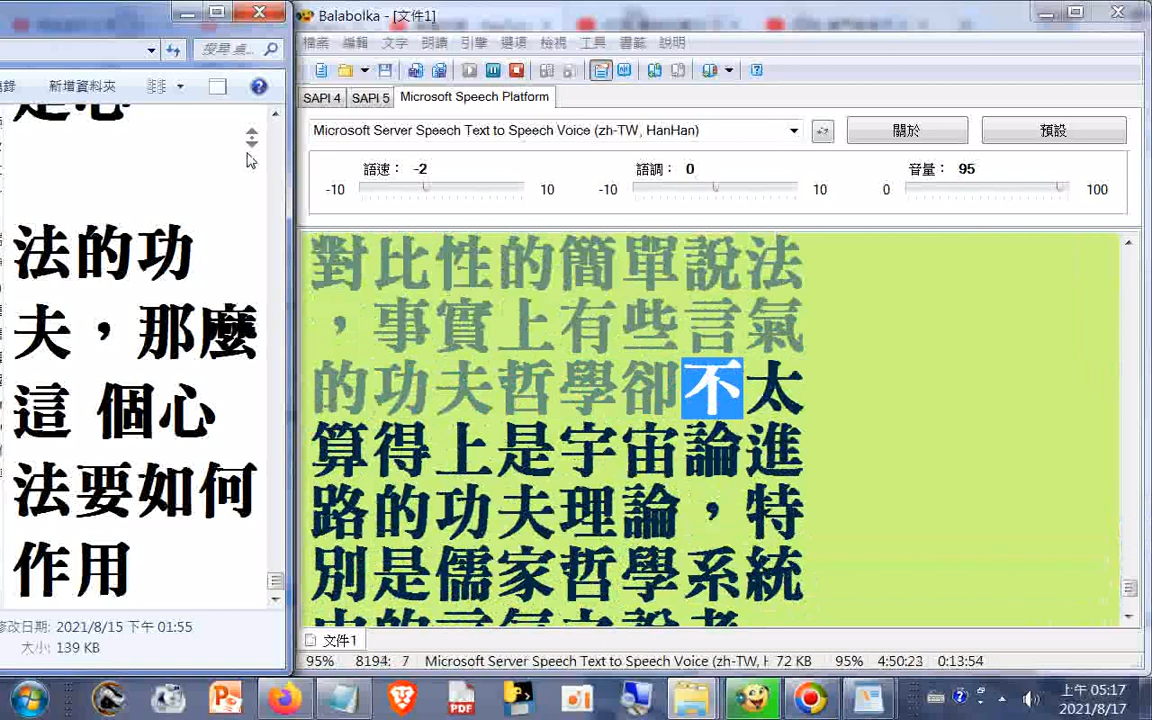 搜尋 桌...
新增資料夾
是心
法的功
夫，那麼
這 個心
法要如何
作用
修改日期: 2021/8/15 下午 01:55
大小: 139 KB
Balabolka - [文件1]
檔案 編輯 文字 朗讀 引擎 選項 檢視 工具 書籤 說明
SAPI 4 SAPI 5 Microsoft Speech Platform
Microsoft Server Speech Text to Speech Voice (zh-TW, HanHan)
關於 預設
語速： -2 語調： 0 音量： 95
-10 10 -10 10 0 100
對比性的簡單說法
，事實上有些言氣
的功夫哲學卻不太
算得上是宇宙論進
路的功夫理論，特
別是儒家哲學系統
中的言氣之說者
文件1
95% 8194: 7 Microsoft Server Speech Text to Speech Voice (zh-TW, H 72 KB 95% 4:50:23 0:13:54
上午 05:17
2021/8/17